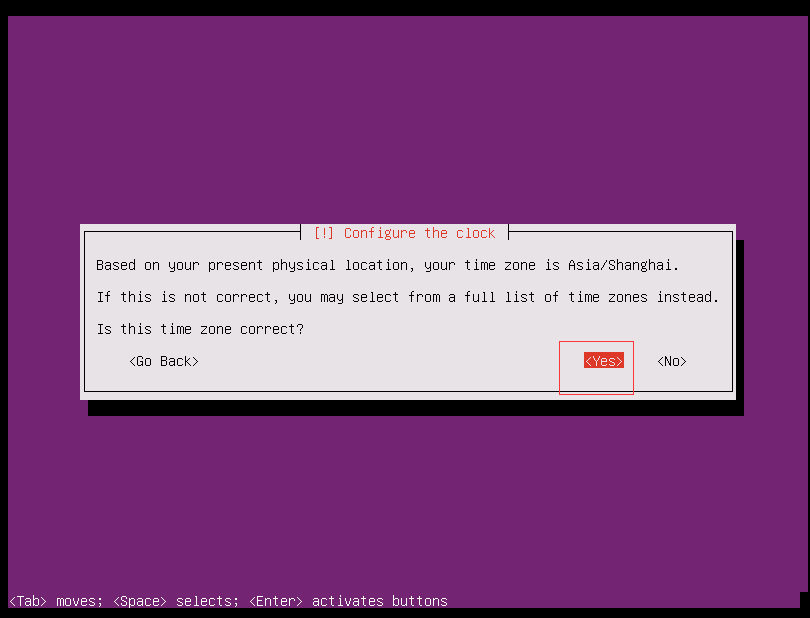 [!] Configure the clock
Based on your present physical location, your time zone is Asia/Shanghai.
If this is not correct, you may select from a full list of time zones instead.
Is this time zone correct?
<Go Back> <Yes> <No>
<Tab> moves; <Space> selects; <Enter> activates buttons